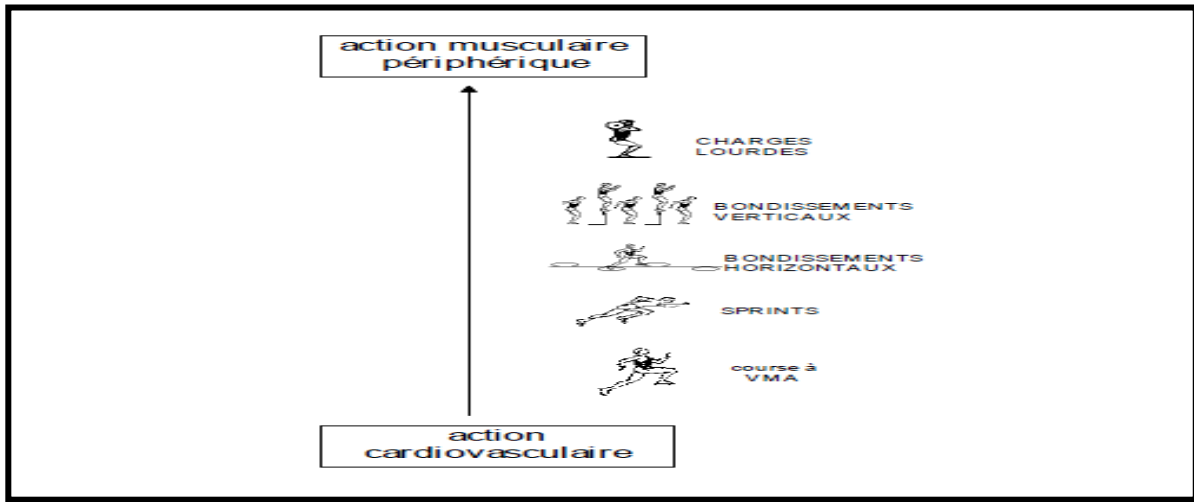 action musculaire
périphérique
CHARGES
LOURDES
BONDISSEMENTS
VERTICAUX
BONDISSEMENTS
HORIZONTAUX
SPRINTS
course à
VMA
action
cardiovasculaire